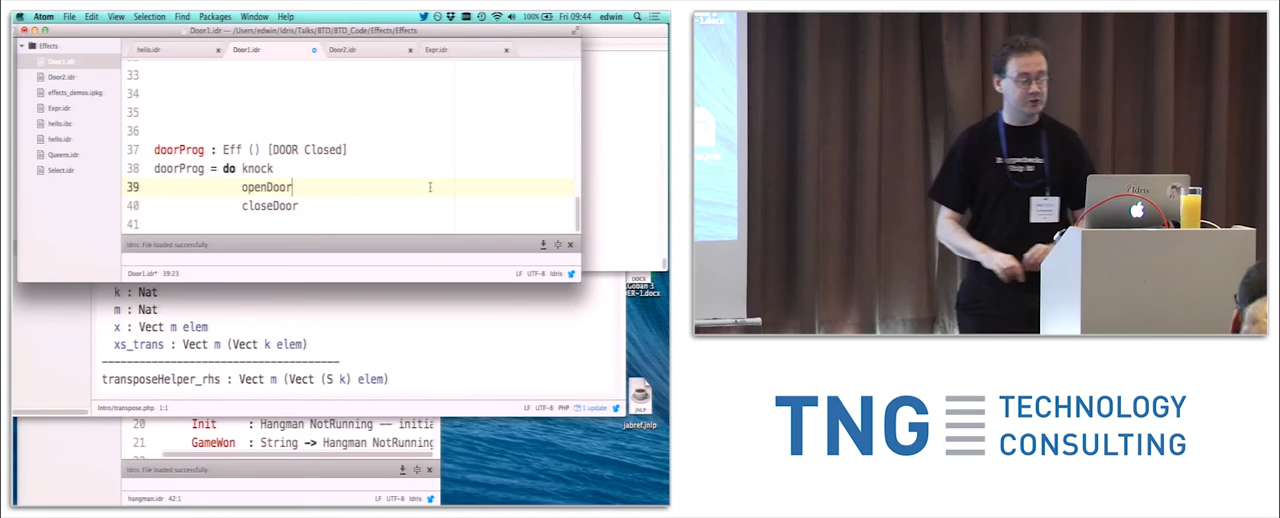 Atom File Edit View Selection Find Packages Window Help
100% Fri 09:44 edwin
Door1.idr — /Users/edwin/Idris/Talks/BTD/BTD_Code/Effects/Effects
Effects
Door1.idr
Door2.idr
effects_demos.ipkg
Expr.idr
hello.ibc
hello.idr
Queens.idr
Select.idr
hello.idr Door1.idr Door2.idr Expr.idr
33
34
35
36
37 doorProg : Eff () [DOOR Closed]
38 doorProg = do knock
39 openDoor
40 closeDoor
41
Idris: File loaded successfully
Door1.idr* 39:23 LF UTF-8 Idris
k : Nat
m : Nat
x : Vect m elem
xs_trans : Vect m (Vect k elem)
--------------------------------------
transposeHelper_rhs : Vect m (Vect (S k) elem)
Intro/transpose.php 1:1 LF UTF-8 PHP 1 update
20 Init : Hangman NotRunning -- initia
21 GameWon : String -> Hangman NotRunning
Idris: File loaded successfully
hangman.idr 42:1 LF UTF-8 Idris
DOCX
JNLP
jabref.jnlp
Idris
TNG TECHNOLOGY
CONSULTING